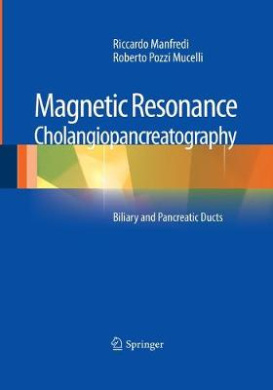 Riccardo Manfredi
Roberto Pozzi Mucelli
Magnetic Resonance
Cholangiopancreatography
Biliary and Pancreatic Ducts
Springer